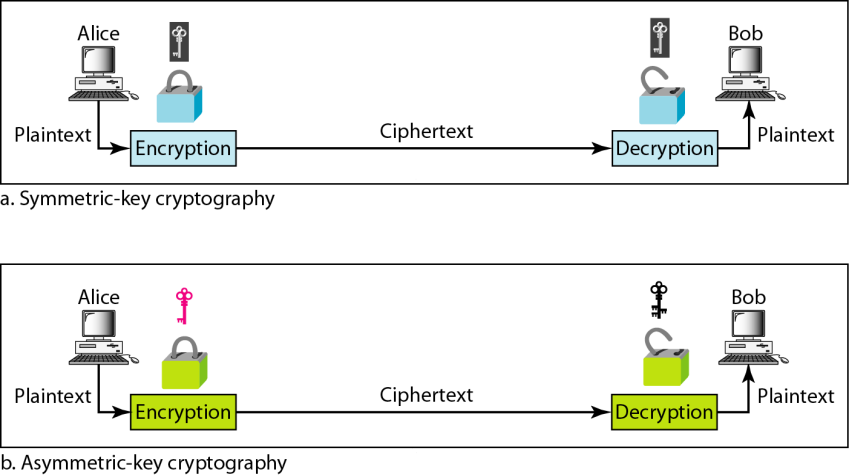 Alice
Bob
Plaintext
Encryption
Ciphertext
Decryption
Plaintext
a. Symmetric-key cryptography
Alice
Bob
Plaintext
Encryption
Ciphertext
Decryption
Plaintext
b. Asymmetric-key cryptography